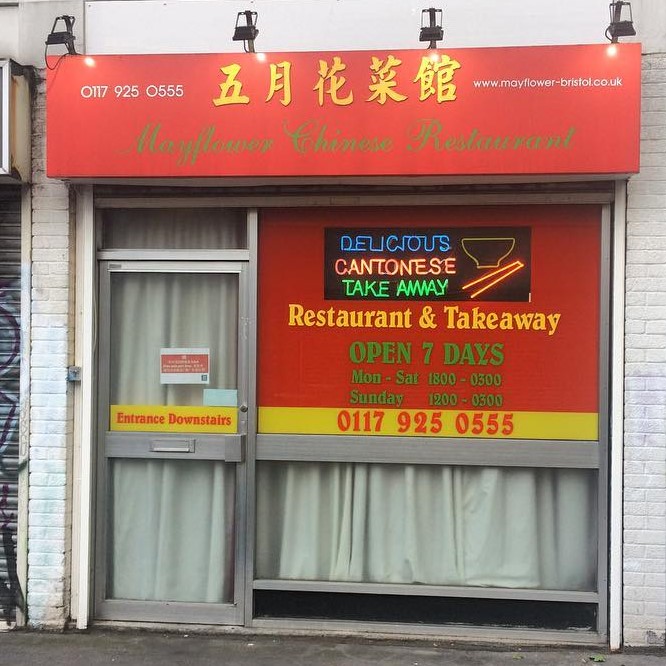 0117 925 0555
五月花菜館
www.mayflower-bristol.co.uk
Mayflower Chinese Restaurant
DELICIOUS
CANTONESE
TAKE AWAY
Restaurant & Takeaway
OPEN 7 DAYS
Mon - Sat 1800 - 0300
Sunday 1200 - 0300
0117 925 0555
Entrance Downstairs